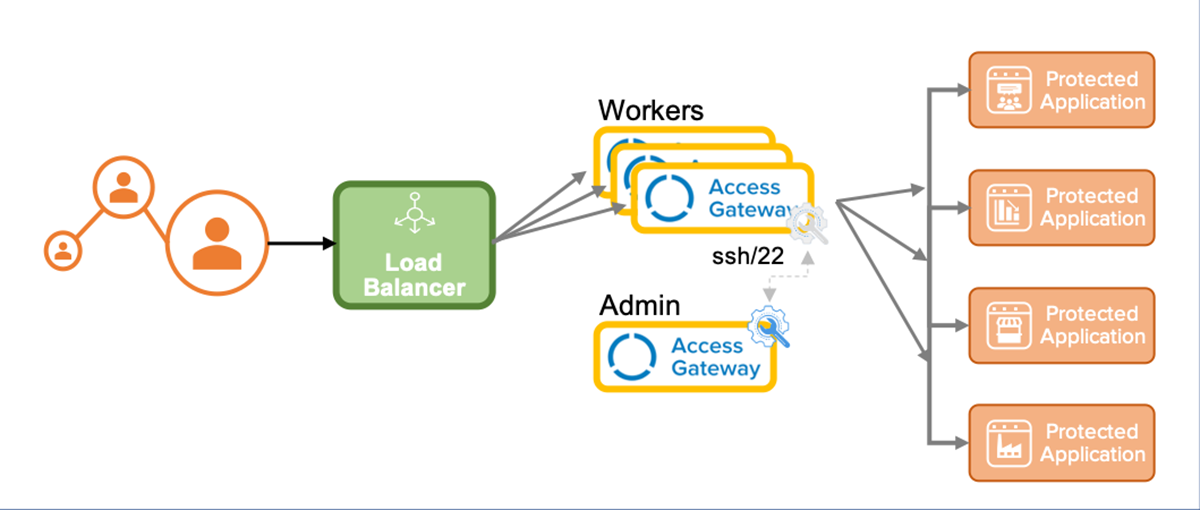 Workers
Access
Gateway
ssh/22
Load
Balancer
Admin
Access
Gateway
Protected
Application
Protected
Application
Protected
Application
Protected
Application